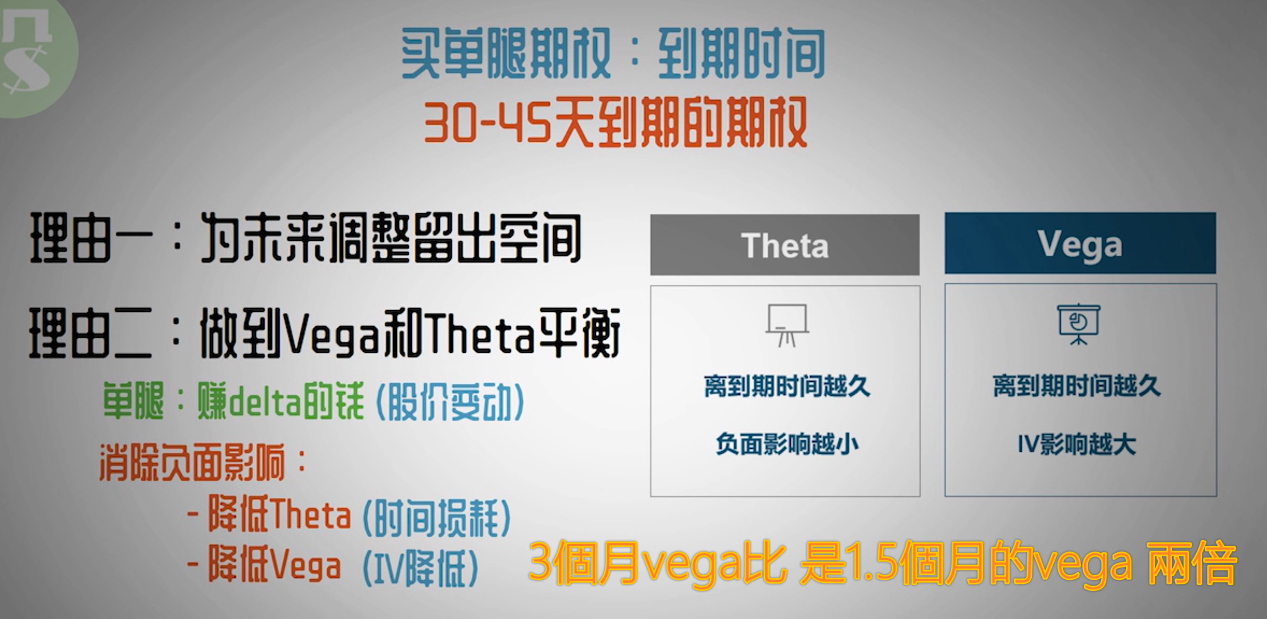 买单腿期权：到期时间
30-45天到期的期权
理由一：为未来调整留出空间
理由二：做到Vega和Theta平衡
单腿：赚delta的钱(股价变动)
消除负面影响：
- 降低Theta (时间损耗)
- 降低Vega (IV降低)
Theta
离到期时间越久
负面影响越小
Vega
离到期时间越久
IV影响越大
3個月vega比 是1.5個月的vega 兩倍